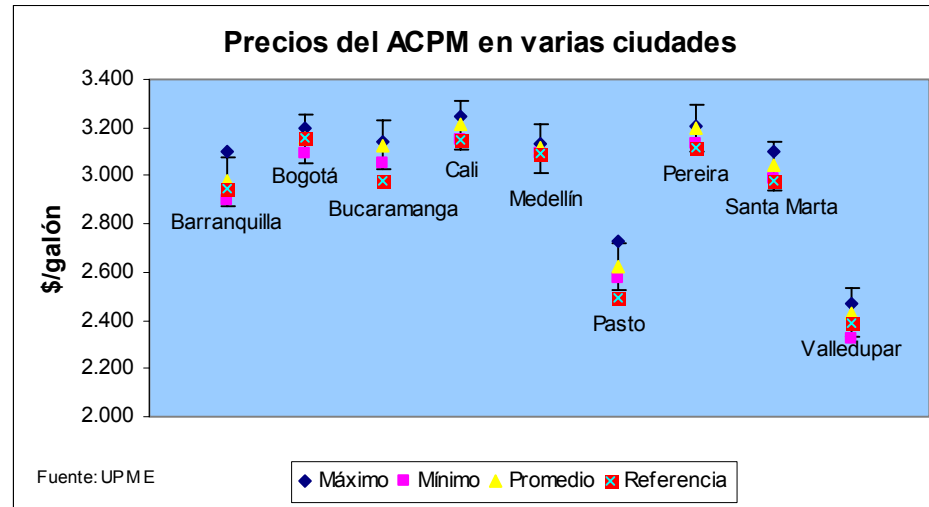 Precios del ACPM en varias ciudades
$/galón
3.400
3.200
3.000
2.800
2.600
2.400
2.200
2.000
Barranquilla
Bogotá
Bucaramanga
Cali
Medellín
Pasto
Pereira
Santa Marta
Valledupar
Fuente: UPME
Máximo Mínimo Promedio Referencia